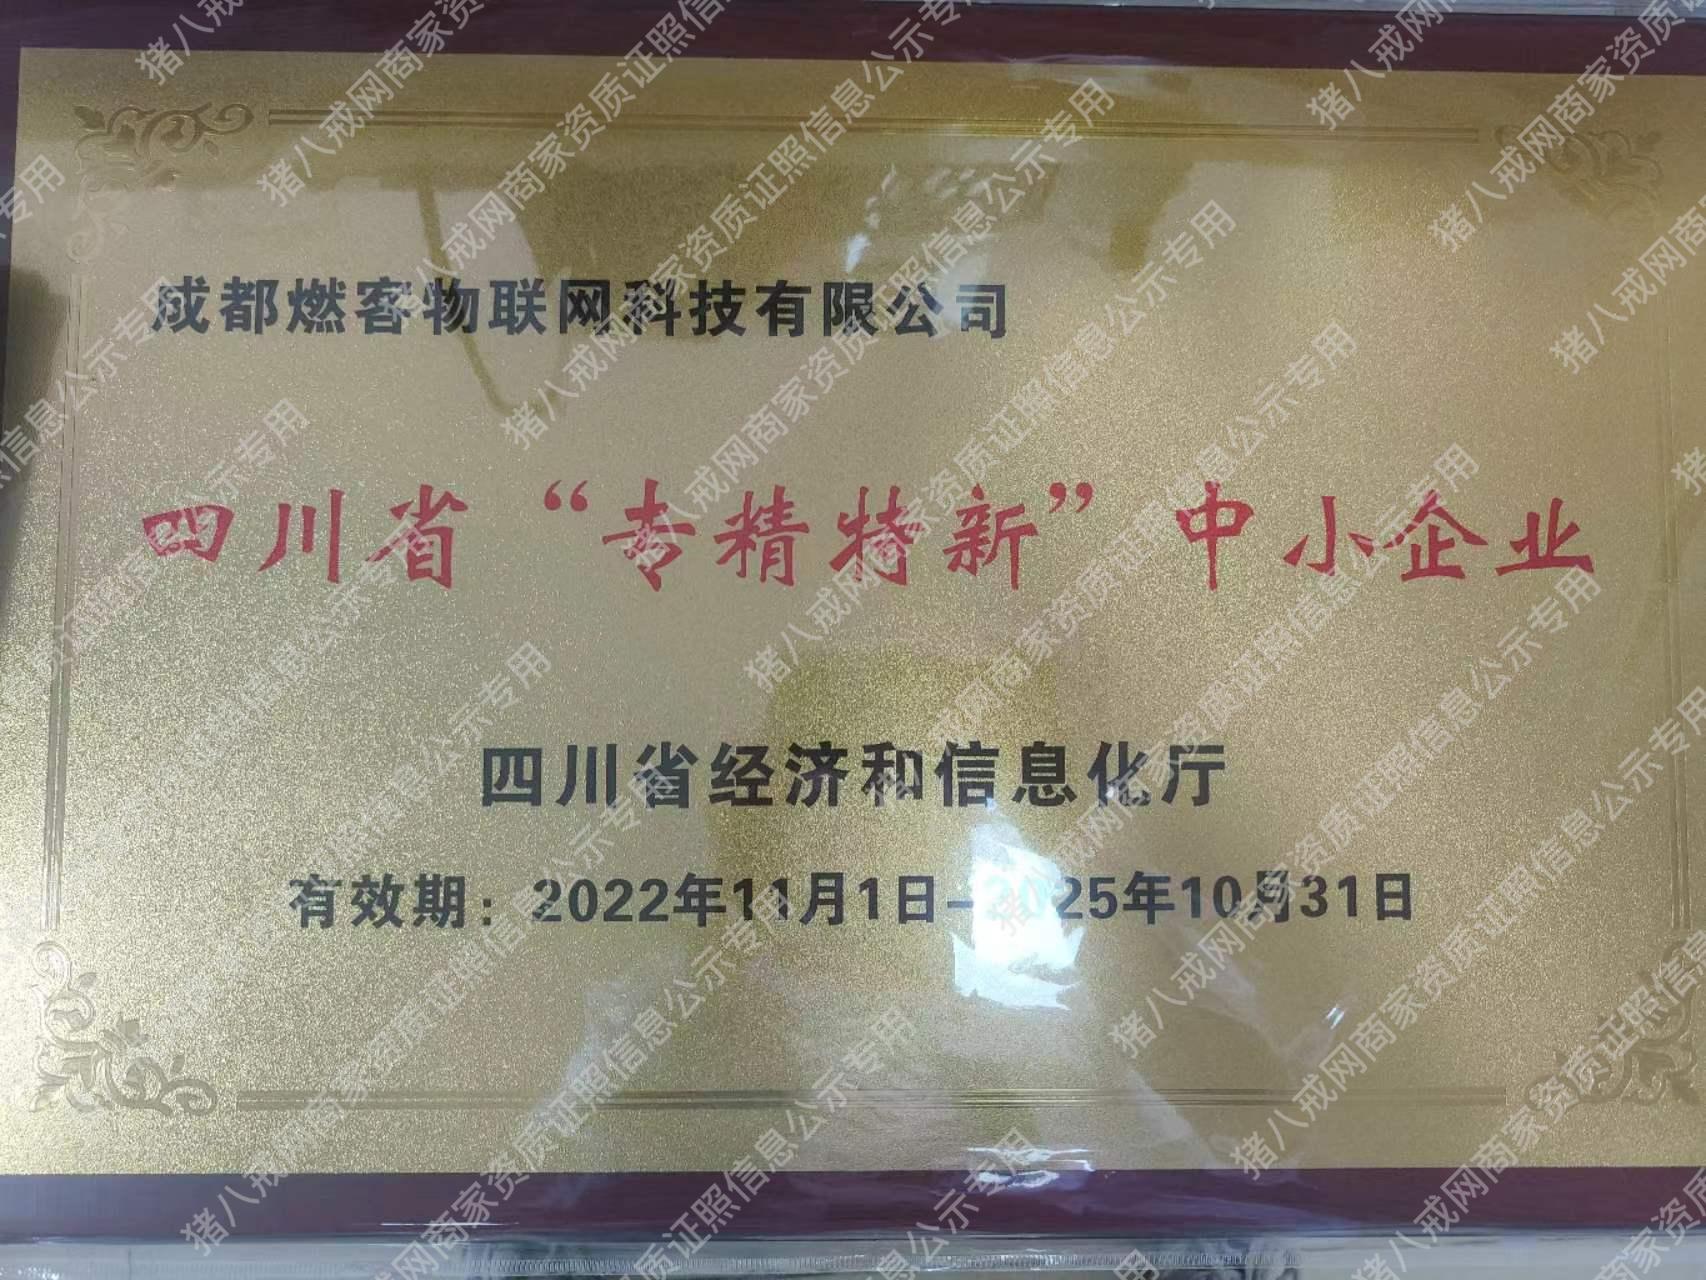 成都燃客物联网科技有限公司
四川省“专精特新”中小企业
四川省经济和信息化厅
有效期：2022年11月1日-2025年10月31日
猪八戒网商家资质证照信息公示专用